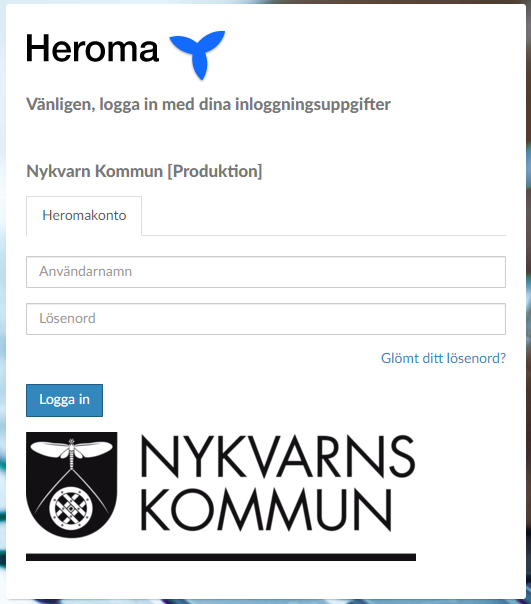 Heroma
Vänligen, logga in med dina inloggningsuppgifter
Nykvarn Kommun [Produktion]
Heromakonto
Användarnamn
Lösenord
Glömt ditt lösenord?
Logga in
NYKVARNS
KOMMUN